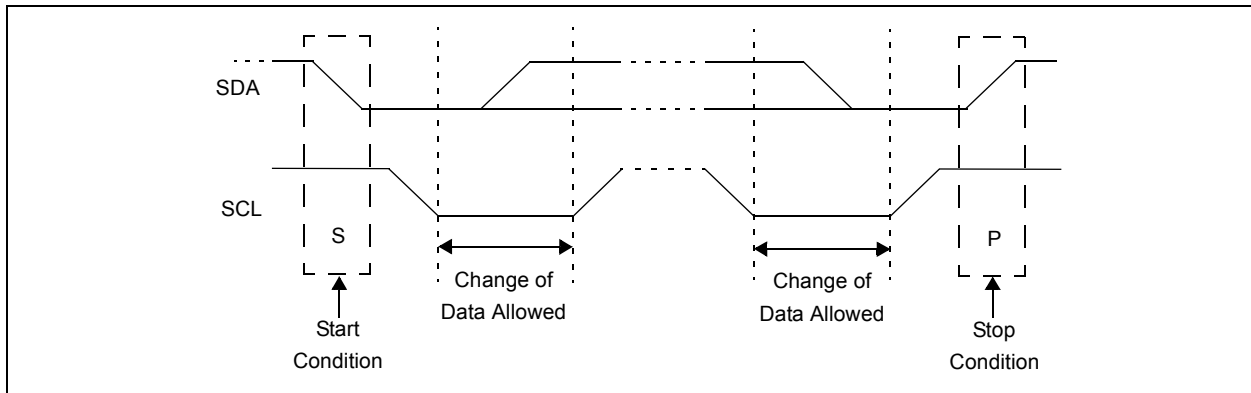 SDA
SCL
S
P
Change of
Data Allowed
Change of
Data Allowed
Start
Condition
Stop
Condition